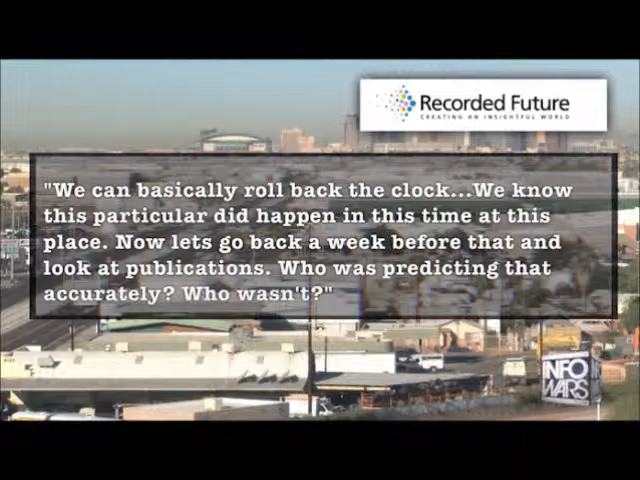 Recorded Future
CREATING AN INSIGHTFUL WORLD
"We can basically roll back the clock...We know
this particular did happen in this time at this
place. Now lets go back a week before that and
look at publications. Who was predicting that
accurately? Who wasn't?"
INFO
WARS